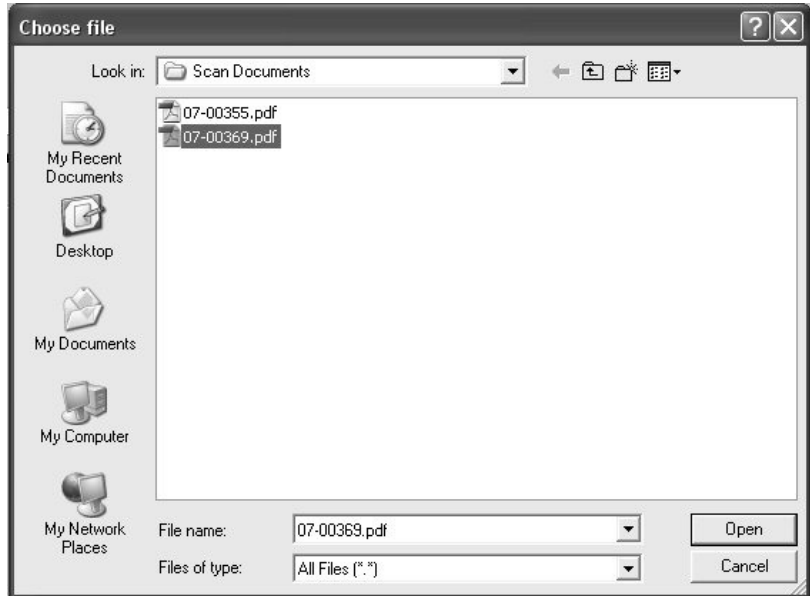 Choose file
Look in: Scan Documents
07-00355.pdf
07-00369.pdf
My Recent
Documents
Desktop
My Documents
My Computer
My Network
Places
File name: 07-00369.pdf Open
Files of type: All Files (*.*) Cancel